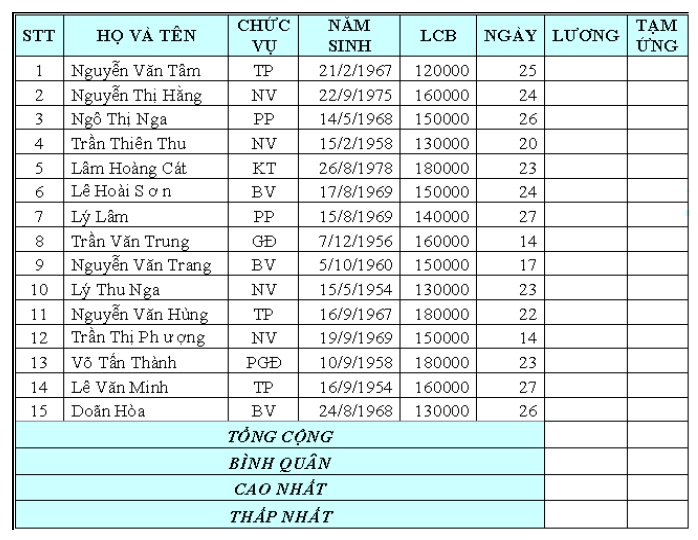 STT HỌ VÀ TÊN CHỨC VỤ NĂM SINH LCB NGÀY LƯƠNG TẠM ỨNG
1 Nguyễn Văn Tâm TP 21/2/1967 120000 25
2 Nguyễn Thị Hằng NV 22/9/1975 160000 24
3 Ngô Thị Nga PP 14/5/1968 150000 26
4 Trần Thiên Thu NV 15/2/1958 130000 20
5 Lâm Hoàng Cát KT 26/8/1978 180000 23
6 Lê Hoài Sơn BV 17/8/1969 150000 24
7 Lý Lâm PP 15/8/1969 140000 27
8 Trần Văn Trung GĐ 7/12/1956 160000 14
9 Nguyễn Văn Trang BV 5/10/1960 150000 17
10 Lý Thu Nga NV 15/5/1954 130000 23
11 Nguyễn Văn Hùng TP 16/9/1967 180000 22
12 Trần Thị Phượng NV 19/9/1969 150000 14
13 Võ Tấn Thành PGĐ 10/9/1958 180000 23
14 Lê Văn Minh TP 16/9/1954 160000 27
15 Doãn Hòa BV 24/8/1968 130000 26
TỔNG CỘNG
BÌNH QUÂN
CAO NHẤT
THẤP NHẤT